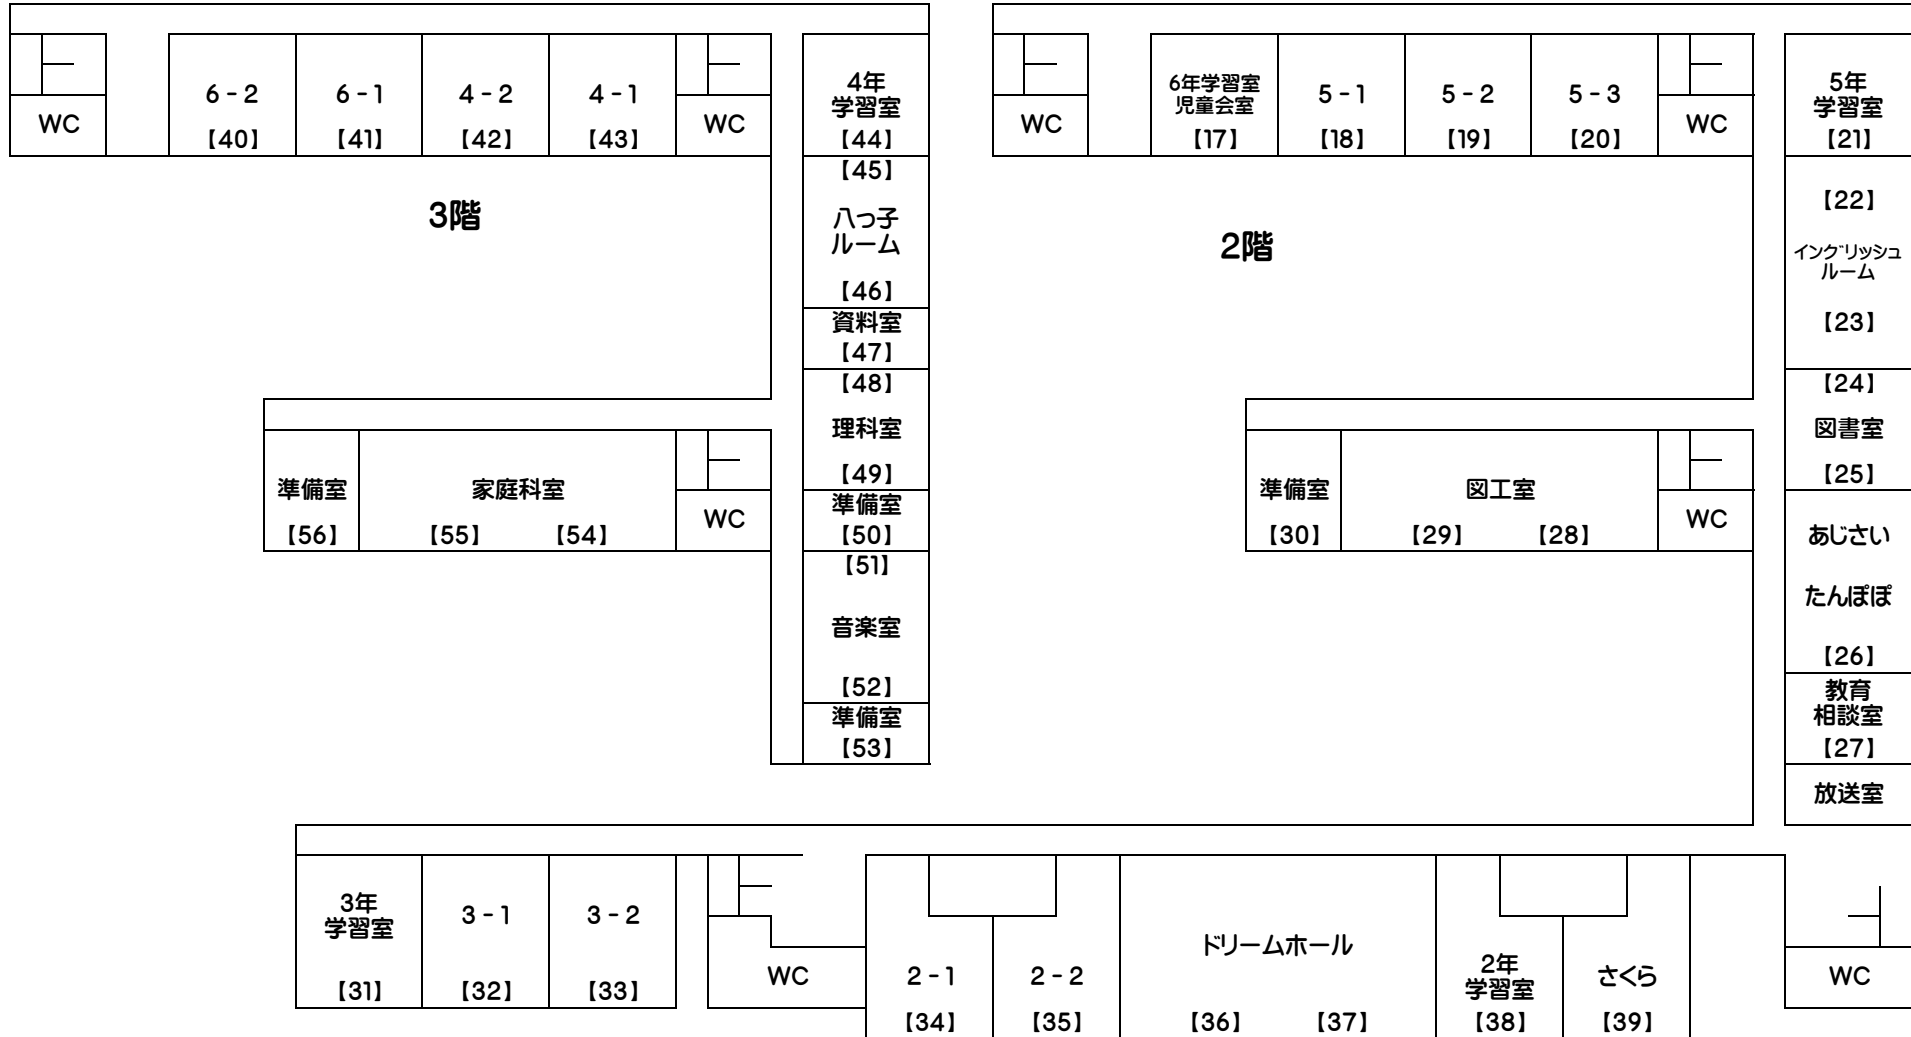 WC
6-2
【40】
6-1
【41】
4-2
【42】
4-1
【43】
WC
4年
学習室
【44】
【45】
八っ子
ルーム
【46】
資料室
【47】
【48】
理科室
【49】
準備室
【50】
【51】
音楽室
【52】
準備室
【53】
3階
準備室
【56】
家庭科室
【55】 【54】
WC
WC
6年学習室
児童会室
【17】
5-1
【18】
5-2
【19】
5-3
【20】
WC
5年
学習室
【21】
【22】
イングリッシュ
ルーム
【23】
【24】
図書室
【25】
あじさい
たんぽぽ
【26】
教育
相談室
【27】
放送室
2階
準備室
【30】
図工室
【29】 【28】
WC
3年
学習室
【31】
3-1
【32】
3-2
【33】
WC
2-1
【34】
2-2
【35】
ドリームホール
【36】 【37】
2年
学習室
【38】
さくら
【39】
WC